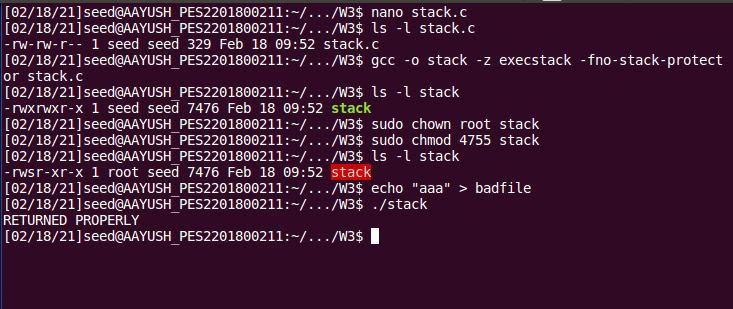 [02/18/21]seed@AAYUSH_PES2201800211:~/.../W3$ nano stack.c
[02/18/21]seed@AAYUSH_PES2201800211:~/.../W3$ ls -l stack.c
-rw-rw-r-- 1 seed seed 329 Feb 18 09:52 stack.c
[02/18/21]seed@AAYUSH_PES2201800211:~/.../W3$ gcc -o stack -z execstack -fno-stack-protect
or stack.c
[02/18/21]seed@AAYUSH_PES2201800211:~/.../W3$ ls -l stack
-rwxrwxr-x 1 seed seed 7476 Feb 18 09:52 stack
[02/18/21]seed@AAYUSH_PES2201800211:~/.../W3$ sudo chown root stack
[02/18/21]seed@AAYUSH_PES2201800211:~/.../W3$ sudo chmod 4755 stack
[02/18/21]seed@AAYUSH_PES2201800211:~/.../W3$ ls -l stack
-rwsr-xr-x 1 root seed 7476 Feb 18 09:52 stack
[02/18/21]seed@AAYUSH_PES2201800211:~/.../W3$ echo "aaa" > badfile
[02/18/21]seed@AAYUSH_PES2201800211:~/.../W3$ ./stack
RETURNED PROPERLY
[02/18/21]seed@AAYUSH_PES2201800211:~/.../W3$